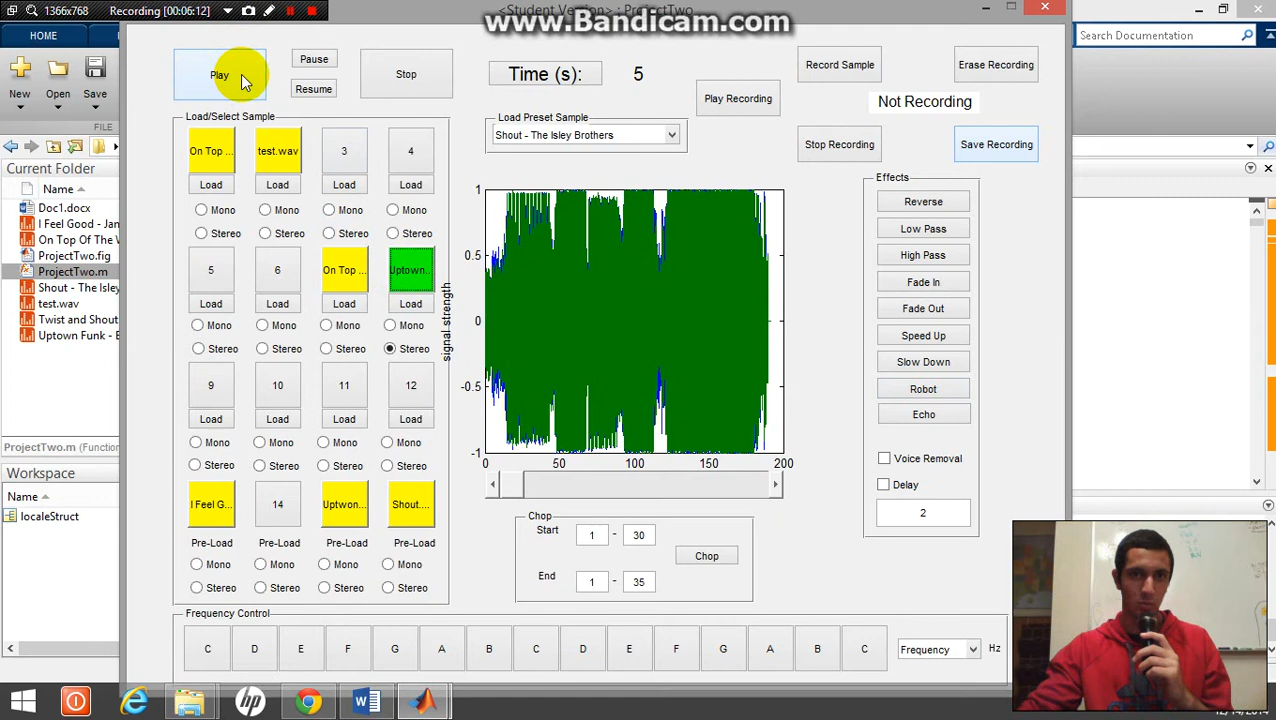 1366x768 Recording [00:06:12]
<Student Version> : ProjectTwo
www.Bandicam.com
HOME
Search Documentation
New Open Save
FILE
Current Folder
Name
Doc1.docx
I Feel Good - Jan
On Top Of The W
ProjectTwo.fig
ProjectTwo.m
Shout - The Isley
test.wav
Twist and Shout
Uptown Funk - B
ProjectTwo.m (Function
Workspace
Name
localeStruct
Play
Pause
Resume
Stop
Time (s): 5
Play Recording
Record Sample
Erase Recording
Not Recording
Stop Recording
Save Recording
Load Preset Sample
Shout - The Isley Brothers
Load/Select Sample
On Top ... test.wav 3 4
Load Load Load Load
Mono Mono Mono Mono
Stereo Stereo Stereo Stereo
5 6 On Top ... Uptown...
Load Load Load Load
Mono Mono Mono Mono
Stereo Stereo Stereo Stereo
9 10 11 12
Load Load Load Load
Mono Mono Mono Mono
Stereo Stereo Stereo Stereo
I Feel G... 14 Uptwon... Shout....
Pre-Load Pre-Load Pre-Load Pre-Load
Mono Mono Mono Mono
Stereo Stereo Stereo Stereo
signal strength
1
0.5
0
-0.5
-1
0 50 100 150 200
Chop
Start 1 - 30
End 1 - 35
Chop
Effects
Reverse
Low Pass
High Pass
Fade In
Fade Out
Speed Up
Slow Down
Robot
Echo
Voice Removal
Delay
2
Frequency Control
C D E F G A B C D E F G A B C
Frequency Hz
12/14/2014